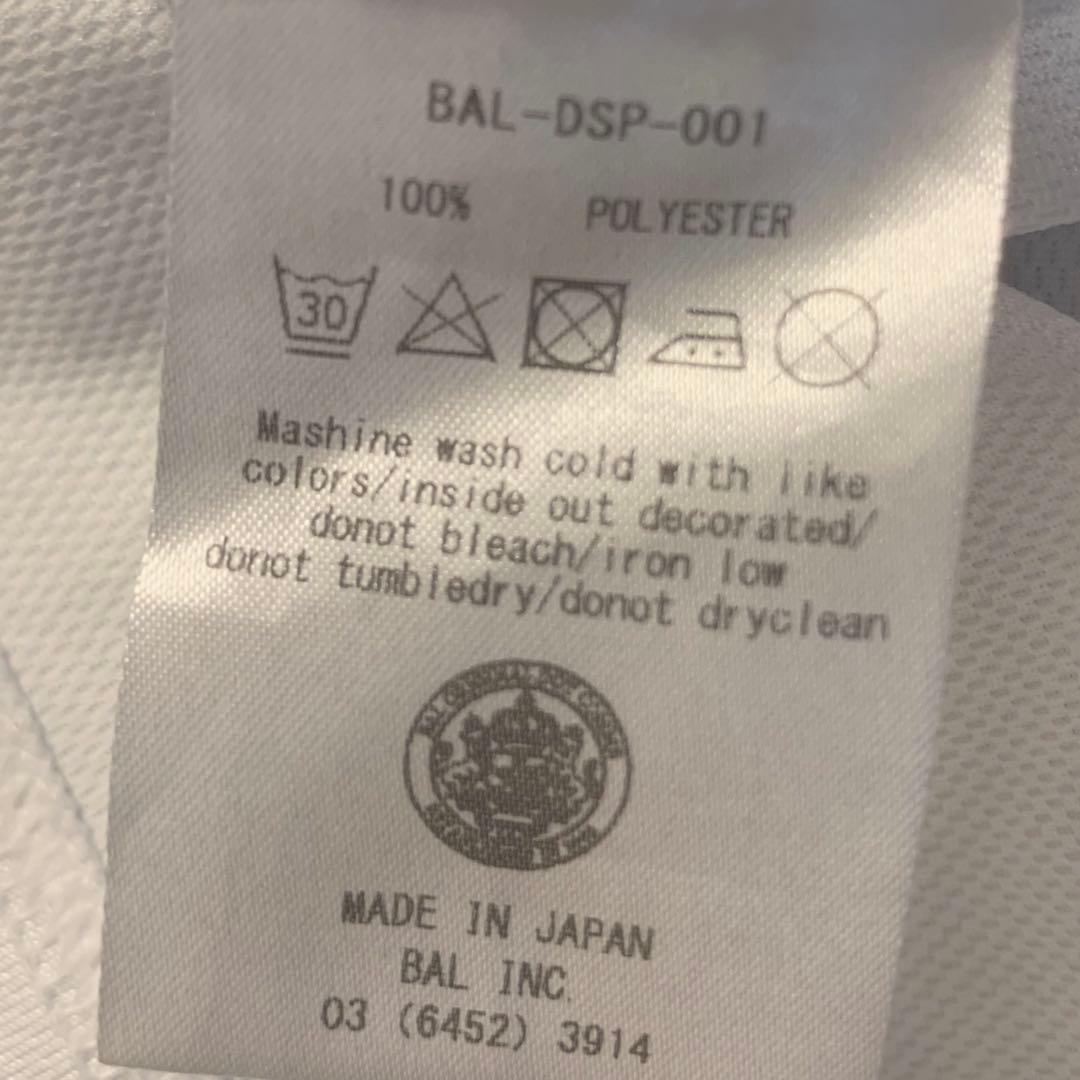 BAL-DSP-001
100% POLYESTER
30
Mashine wash cold with like
colors/inside out decorated/
donot bleach/iron low
donot tumbledry/donot dryclean
MADE IN JAPAN
BAL INC.
03 (6452) 3914